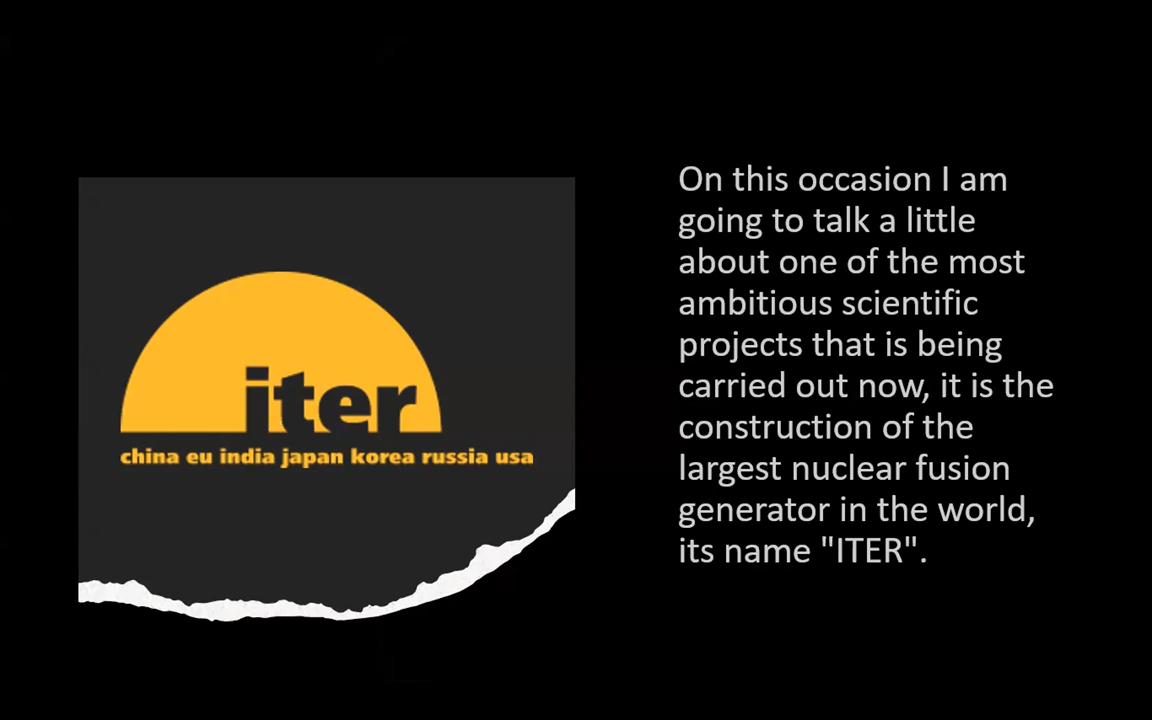 iter
china eu india japan korea russia usa
On this occasion I am
going to talk a little
about one of the most
ambitious scientific
projects that is being
carried out now, it is the
construction of the
largest nuclear fusion
generator in the world,
its name "ITER".